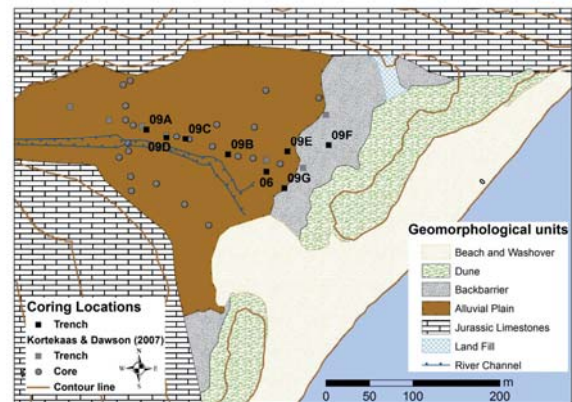 09A
09C
09D
09B
09E
09F
06
09G
0
Geomorphological units
Beach and Washover
Dune
Backbarrier
Alluvial Plain
Jurassic Limestones
Land Fill
River Channel
Coring Locations
Trench
Kortekaas & Dawson (2007)
Trench
Core
Contour line
N
W E
S
m
0 50 100 200